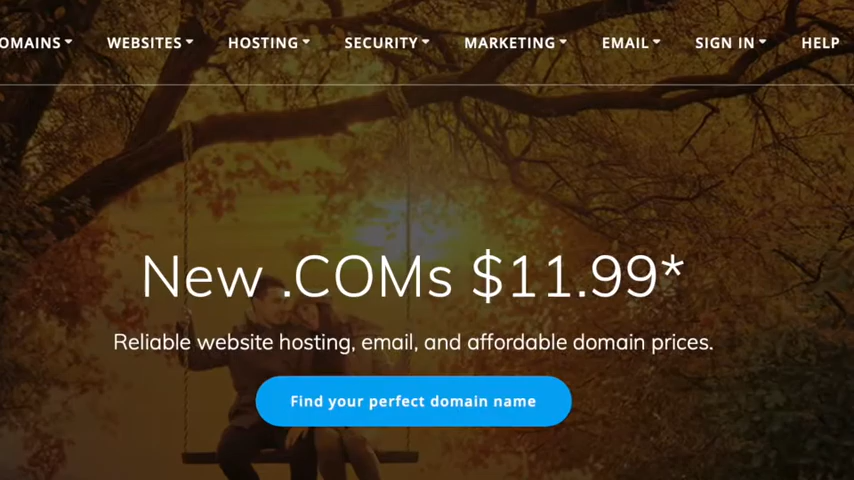 WEBSITES HOSTING SECURITY MARKETING EMAIL SIGN IN HELP
New .COMs $11.99*
Reliable website hosting, email, and affordable domain prices.
Find your perfect domain name